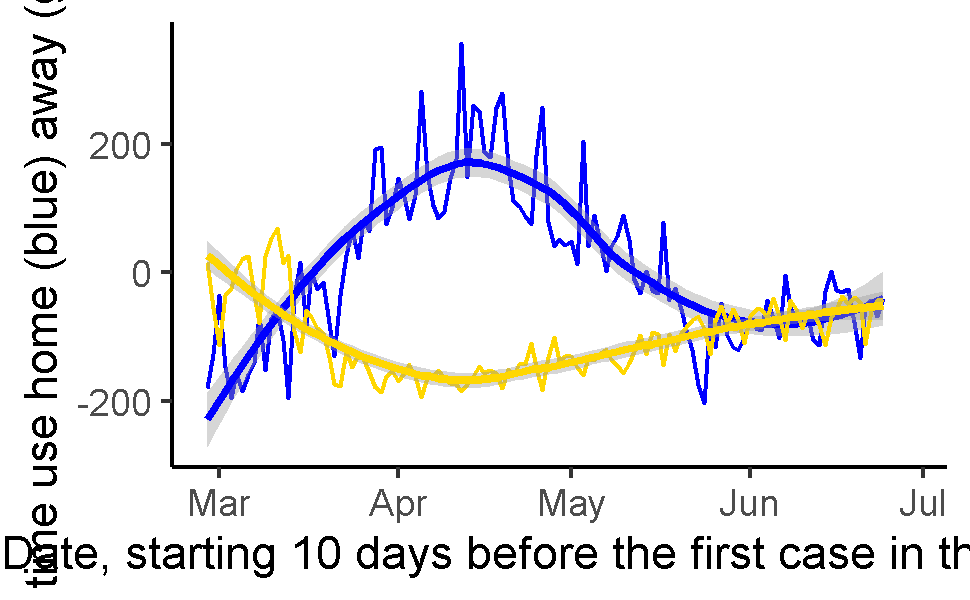 time use home (blue) away (
200
0
-200
Mar Apr May Jun Jul
Date, starting 10 days before the first case in th